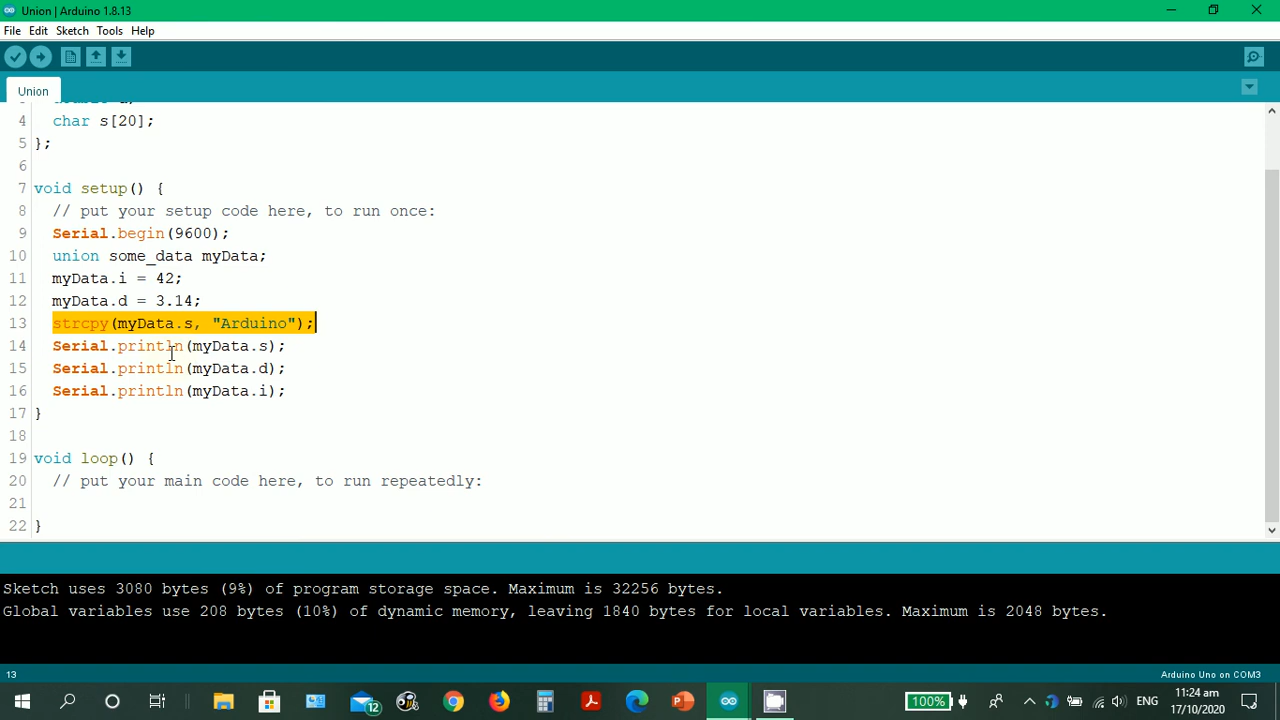 Union | Arduino 1.8.13
File Edit Sketch Tools Help
Union
4 char s[20];
5 };
6
7 void setup() {
8 // put your setup code here, to run once:
9 Serial.begin(9600);
10 union some_data myData;
11 myData.i = 42;
12 myData.d = 3.14;
13 strcpy(myData.s, "Arduino");
14 Serial.println(myData.s);
15 Serial.println(myData.d);
16 Serial.println(myData.i);
17 }
18
19 void loop() {
20 // put your main code here, to run repeatedly:
21
22 }
Sketch uses 3080 bytes (9%) of program storage space. Maximum is 32256 bytes.
Global variables use 208 bytes (10%) of dynamic memory, leaving 1840 bytes for local variables. Maximum is 2048 bytes.
13 Arduino Uno on COM3
12 100% ENG 11:24 am
17/10/2020